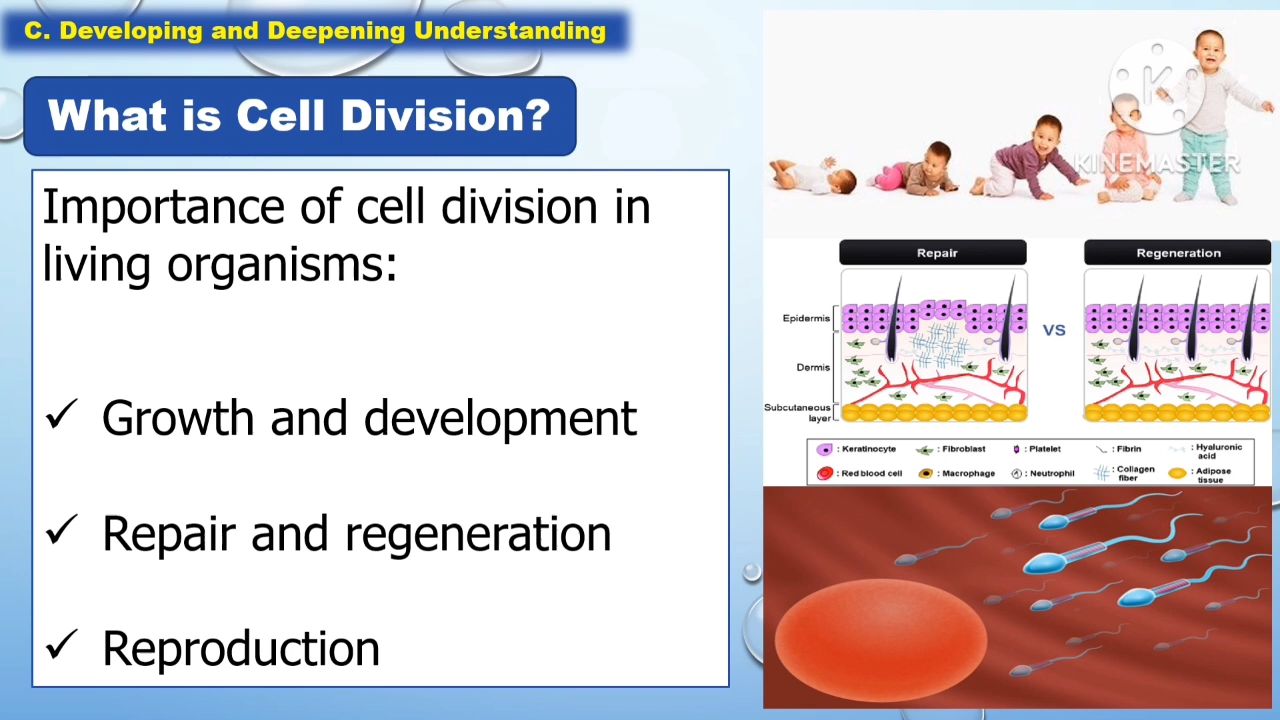 C. Developing and Deepening Understanding
What is Cell Division?
Importance of cell division in
living organisms:
✓ Growth and development
✓ Repair and regeneration
✓ Reproduction
K
KINEMASTER
Repair
Regeneration
VS
Epidermis
Dermis
Subcutaneous
layer
: Keratinocyte
: Fibroblast
: Platelet
: Fibrin
: Hyaluronic
acid
: Red blood cell
: Macrophage
: Neutrophil
: Collagen
fiber
: Adipose
tissue